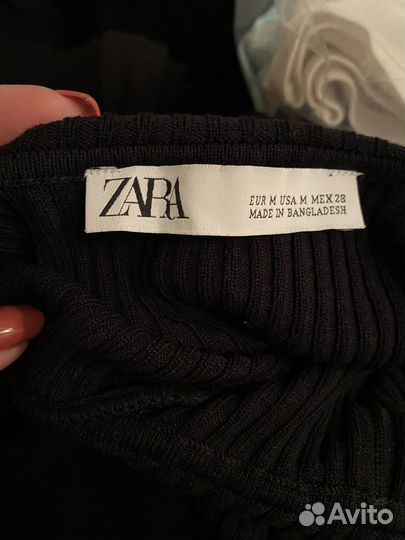 ZARA
EUR M USA M MEX 28
MADE IN BANGLADESH
Avito